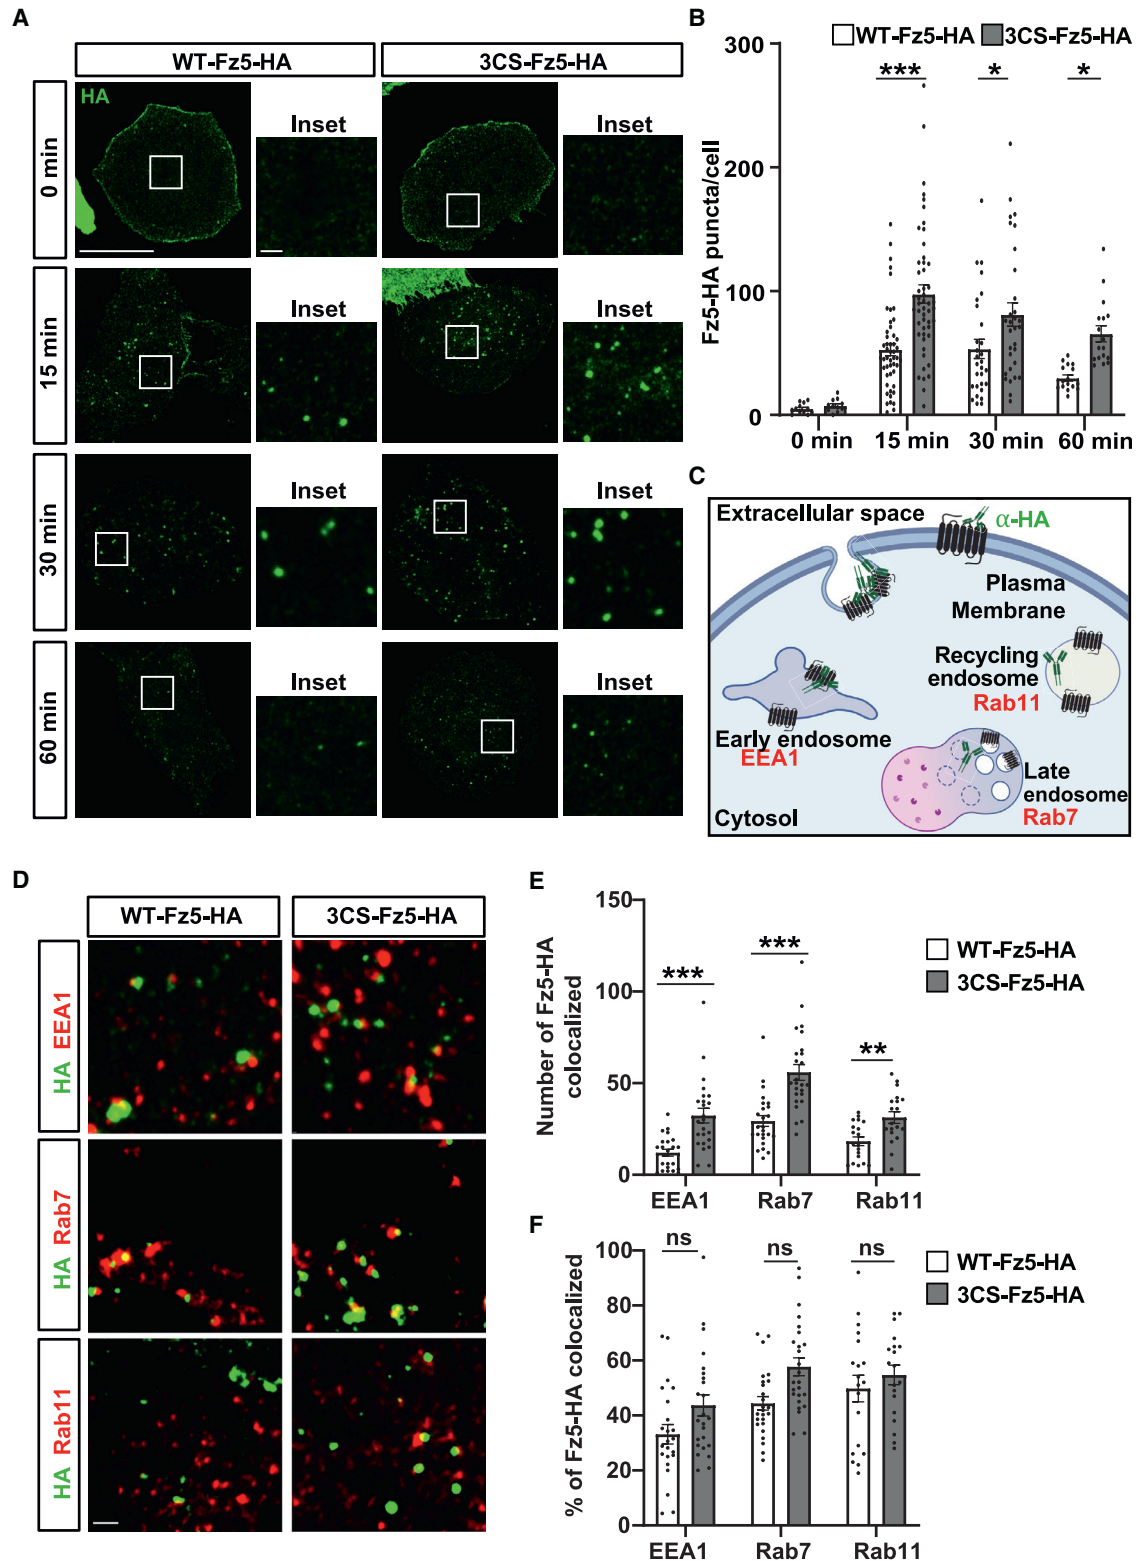 A
WT-Fz5-HA
3CS-Fz5-HA
HA
Inset
Inset
0 min
15 min
Inset
Inset
30 min
Inset
Inset
60 min
Inset
Inset
B
WT-Fz5-HA 3CS-Fz5-HA
Fz5-HA puncta/cell
300
200
100
0
*** * *
0 min 15 min 30 min 60 min
C
Extracellular space
α-HA
Plasma
Membrane
Recycling
endosome
Rab11
Early endosome
EEA1
Late
endosome
Rab7
Cytosol
D
WT-Fz5-HA
3CS-Fz5-HA
HA EEA1
HA Rab7
HA Rab11
E
Number of Fz5-HA
colocalized
150
100
50
0
*** *** **
EEA1 Rab7 Rab11
WT-Fz5-HA
3CS-Fz5-HA
F
% of Fz5-HA colocalized
100
80
60
40
20
0
ns ns ns
EEA1 Rab7 Rab11
WT-Fz5-HA
3CS-Fz5-HA